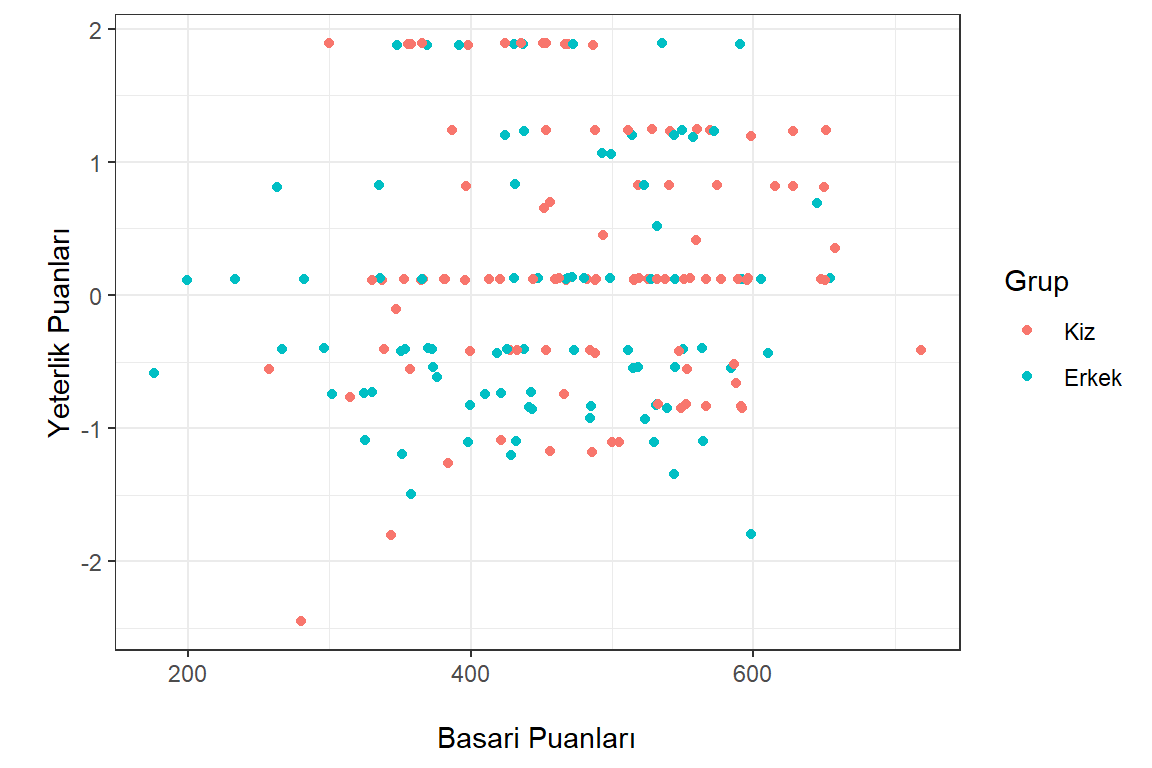 2
1
0
-1
-2
Yeterlik Puanları
200
400
600
Basari Puanları
Grup
Kiz
Erkek